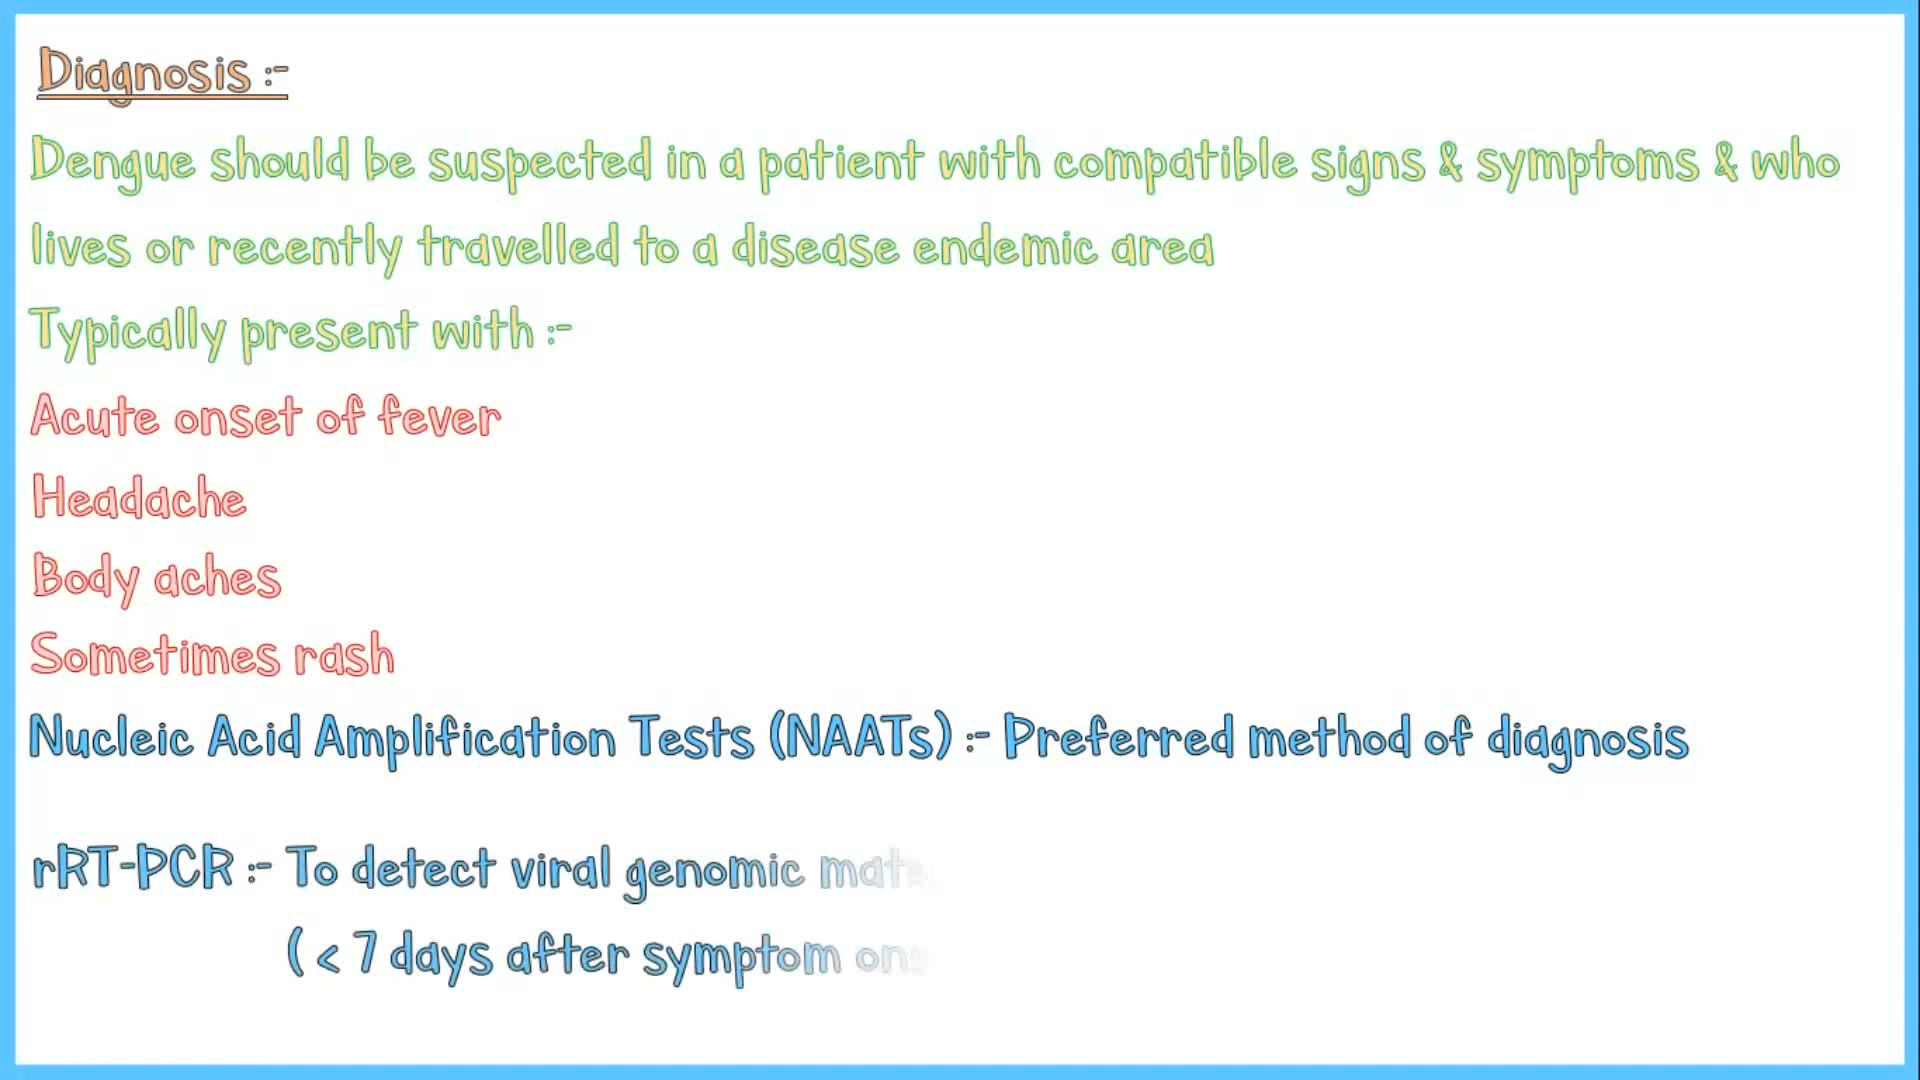 Diagnosis :-
Dengue should be suspected in a patient with compatible signs & symptoms & who
lives or recently travelled to a disease endemic area
Typically present with :-
Acute onset of fever
Headache
Body aches
Sometimes rash
Nucleic Acid Amplification Tests (NAATs) :- Preferred method of diagnosis
rRT-PCR :- To detect viral genomic
( < 7 days after symptom